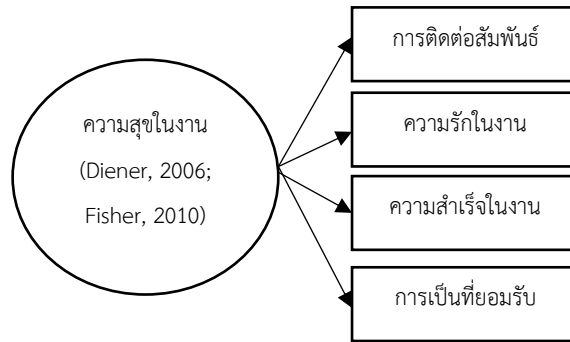 ความสุขในงาน
(Diener, 2006;
Fisher, 2010)
การติดต่อสัมพันธ์
ความรักในงาน
ความสำเร็จในงาน
การเป็นที่ยอมรับ